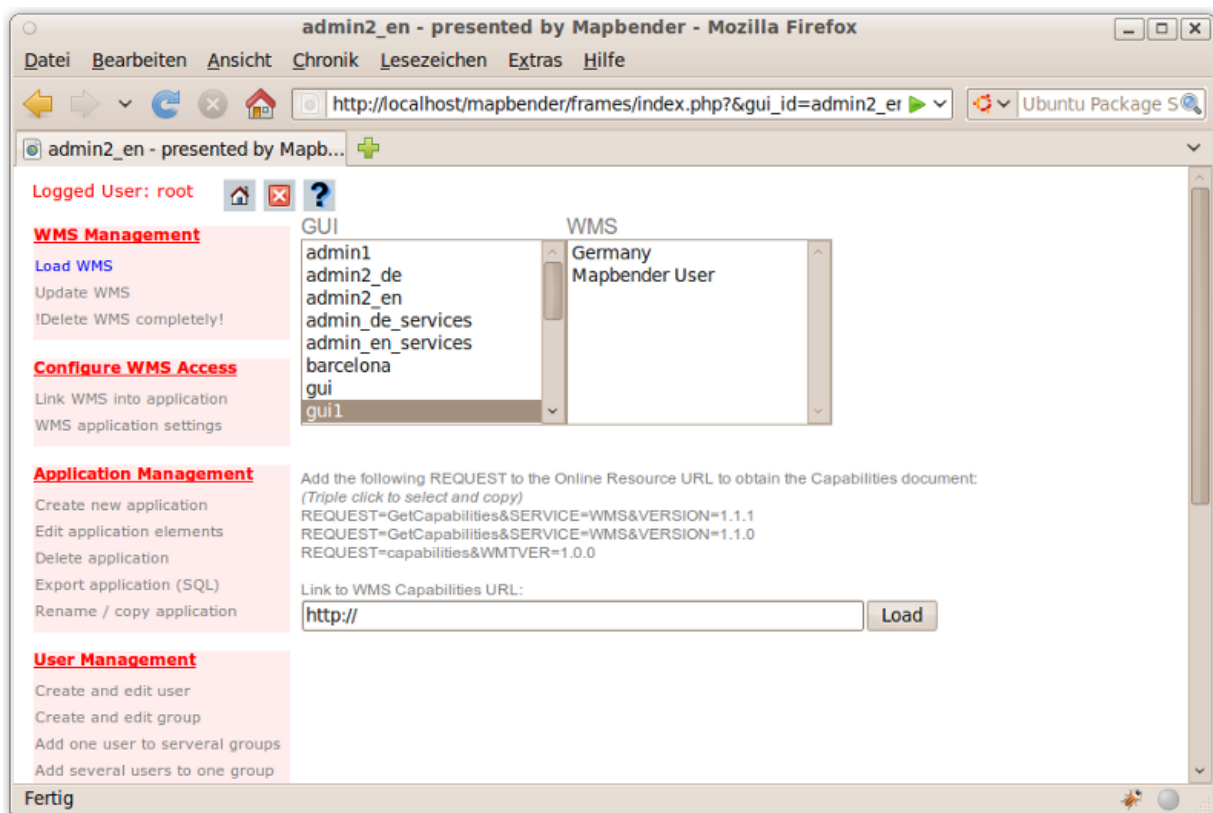 admin2_en - presented by Mapbender - Mozilla Firefox
Datei Bearbeiten Ansicht Chronik Lesezeichen Extras Hilfe
http://localhost/mapbender/frames/index.php?&gui_id=admin2_er
Ubuntu Package S
admin2_en - presented by Mapb...
Logged User: root
?
WMS Management
Load WMS
Update WMS
!Delete WMS completely!
Configure WMS Access
Link WMS into application
WMS application settings
Application Management
Create new application
Edit application elements
Delete application
Export application (SQL)
Rename / copy application
User Management
Create and edit user
Create and edit group
Add one user to serveral groups
Add several users to one group
GUI
admin1
admin2_de
admin2_en
admin_de_services
admin_en_services
barcelona
gui
gui1
WMS
Germany
Mapbender User
Add the following REQUEST to the Online Resource URL to obtain the Capabilities document:
(Triple click to select and copy)
REQUEST=GetCapabilities&SERVICE=WMS&VERSION=1.1.1
REQUEST=GetCapabilities&SERVICE=WMS&VERSION=1.1.0
REQUEST=capabilities&WMTVER=1.0.0
Link to WMS Capabilities URL:
http://
Load
Fertig